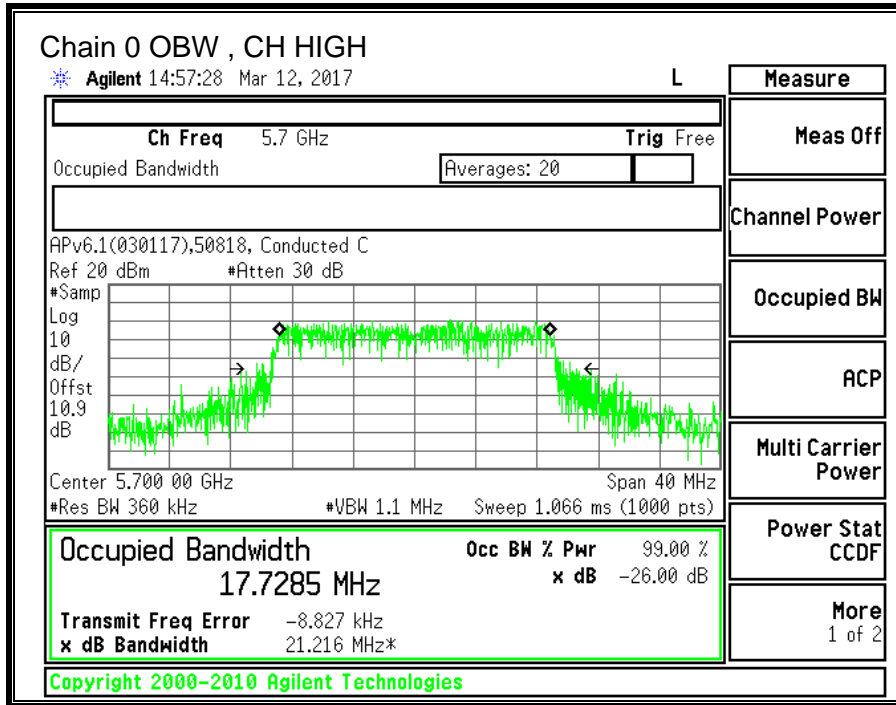 Chain 0 OBW , CH HIGH
Agilent 14:57:28 Mar 12, 2017 L
Measure
Ch Freq 5.7 GHz Trig Free
Occupied Bandwidth Averages: 20
APv6.1(030117),50818, Conducted C
Ref 20 dBm #Atten 30 dB
#Samp
Log
10
dB/
Offst
10.9
dB
Center 5.700 00 GHz Span 40 MHz
#Res BW 360 kHz #VBW 1.1 MHz Sweep 1.066 ms (1000 pts)
Occupied Bandwidth Occ BW % Pwr 99.00 %
17.7285 MHz x dB -26.00 dB
Transmit Freq Error -8.827 kHz
x dB Bandwidth 21.216 MHz*
Meas Off
Channel Power
Occupied BW
ACP
Multi Carrier
Power
Power Stat
CCDF
More
1 of 2
Copyright 2000-2010 Agilent Technologies